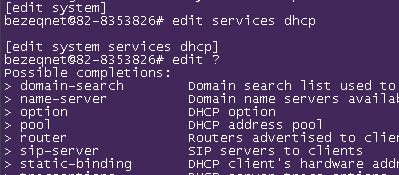 [edit system]
bezeqnet@82-8353826# edit services dhcp
[edit system services dhcp]
bezeqnet@82-8353826# edit ?
Possible completions:
> domain-search Domain search list used to
> name-server Domain name servers availa
> option DHCP option
> pool DHCP address pool
> router Routers advertised to clien
> sip-server SIP servers to clients
> static-binding DHCP client's hardware add